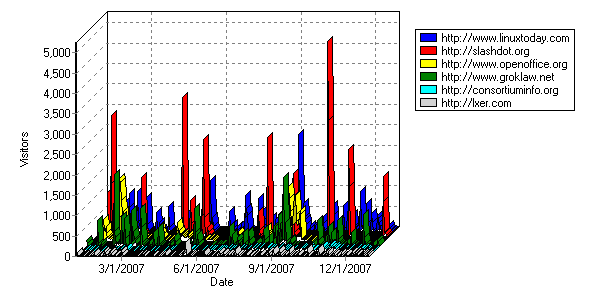 5,000
4,500
4,000
3,500
3,000
2,500
2,000
1,500
1,000
500
0
Visitors
3/1/2007
6/1/2007
9/1/2007
12/1/2007
Date
http://www.linuxtoday.com
http://slashdot.org
http://www.openoffice.org
http://www.groklaw.net
http://consortiuminfo.org
http://lxer.com